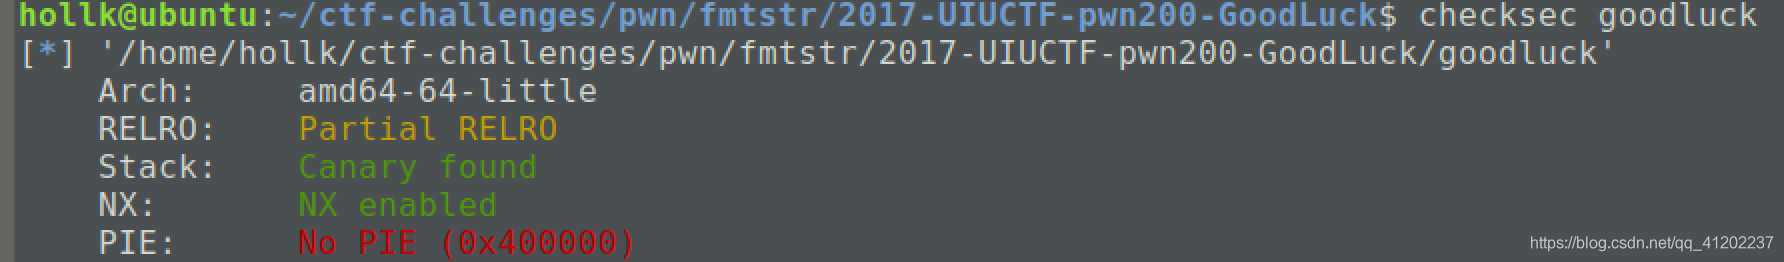 hollk@ubuntu:~/ctf-challenges/pwn/fmtstr/2017-UIUCTF-pwn200-GoodLuck$ checksec goodluck
[*] '/home/hollk/ctf-challenges/pwn/fmtstr/2017-UIUCTF-pwn200-GoodLuck/goodluck'
Arch: amd64-64-little
RELRO: Partial RELRO
Stack: Canary found
NX: NX enabled
PIE: No PIE (0x400000)
https://blog.csdn.net/qq_41202237